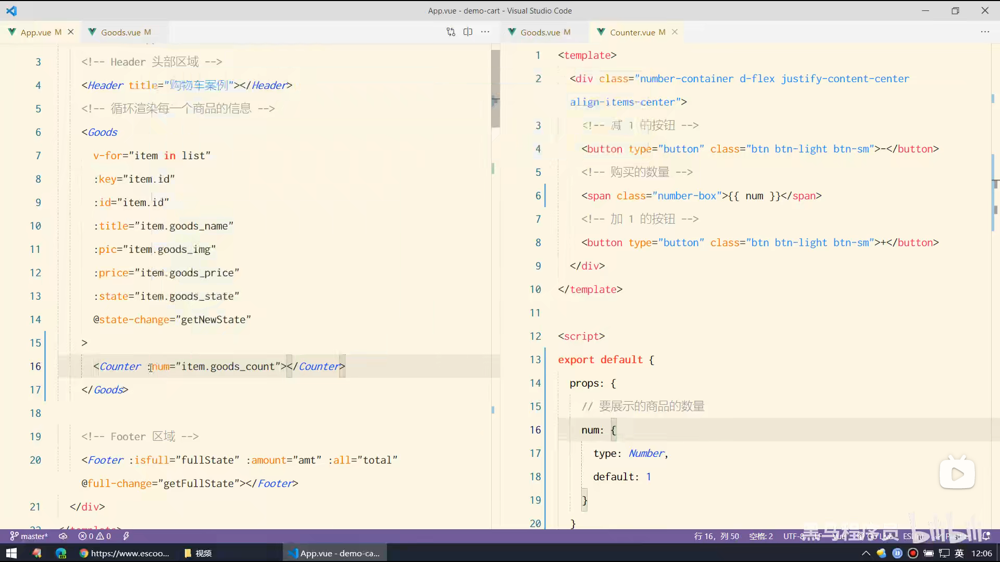 App.vue - demo-cart - Visual Studio Code
App.vue M
Goods.vue M
3 <!-- Header 头部区域 -->
4 <Header title="购物车案例"></Header>
5 <!-- 循环渲染每一个商品的信息 -->
6 <Goods
7 v-for="item in list"
8 :key="item.id"
9 :id="item.id"
10 :title="item.goods_name"
11 :pic="item.goods_img"
12 :price="item.goods_price"
13 :state="item.goods_state"
14 @state-change="getNewState"
15 >
16 <Counter :num="item.goods_count"></Counter>
17 </Goods>
18
19 <!-- Footer 区域 -->
20 <Footer :isfull="fullState" :amount="amt" :all="total"
@full-change="getFullState"></Footer>
21 </div>
22 </template>
Goods.vue M
Counter.vue M
1 <template>
2 <div class="number-container d-flex justify-content-center
align-items-center">
3 <!-- 减 1 的按钮 -->
4 <button type="button" class="btn btn-light btn-sm">-</button>
5 <!-- 购买的数量 -->
6 <span class="number-box">{{ num }}</span>
7 <!-- 加 1 的按钮 -->
8 <button type="button" class="btn btn-light btn-sm">+</button>
9 </div>
10 </template>
11
12 <script>
13 export default {
14 props: {
15 // 要展示的商品的数量
16 num: {
17 type: Number,
18 default: 1
19 }
20 }
master* 0 0 行 16，列 50 空格: 2 UTF-8 LF Vue Go Live ESLint Prettier
黑马程序员 bilibili
https://www.escoo... 视频 App.vue - demo-ca... 英 12:06